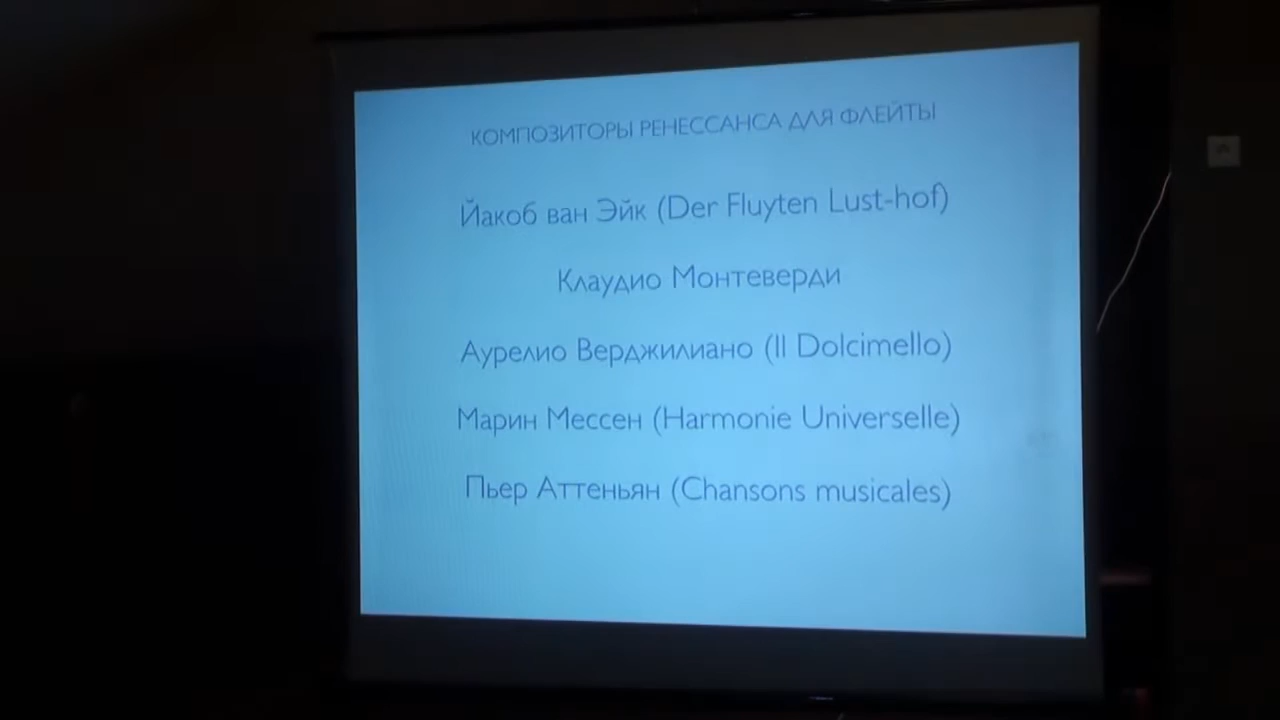 КОМПОЗИТОРЫ РЕНЕССАНСА ДЛЯ ФЛЕЙТЫ
Йакоб ван Эйк (Der Fluyten Lust-hof)
Клаудио Монтеверди
Аурелио Верджилиано (Il Dolcimello)
Марин Мессен (Harmonie Universelle)
Пьер Аттеньян (Chansons musicales)